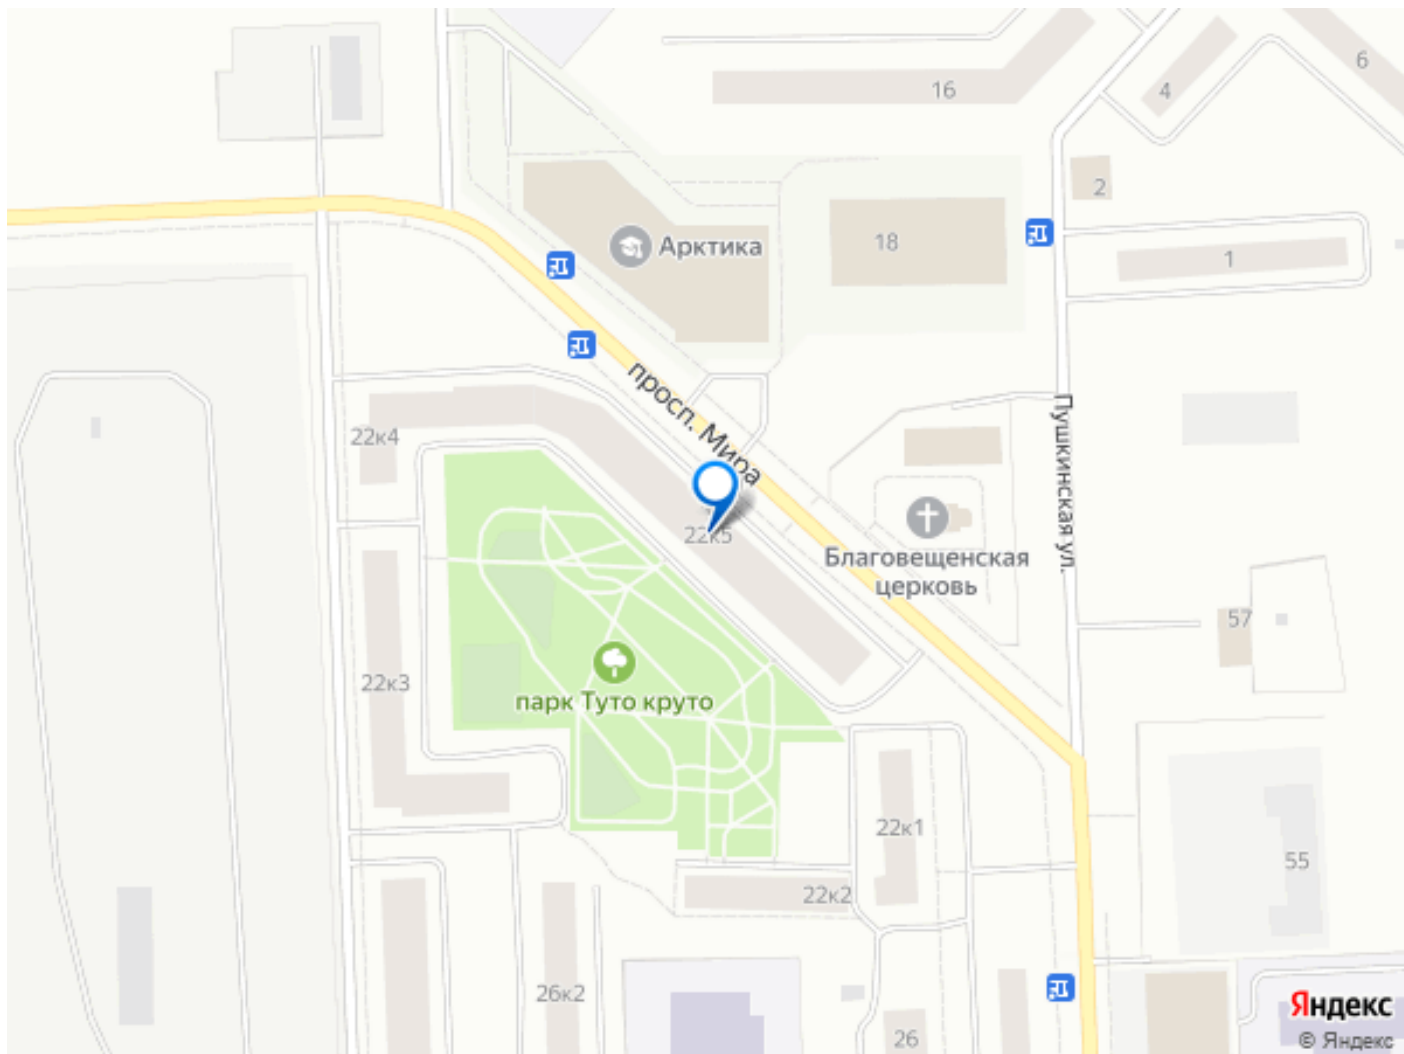 6
16
4
2
Арктика
18
1
просп. Мира
Пушкинская ул.
22к4
22к5
Благовещенская
церковь
57
22к3
парк Туто круто
22к1
55
22к2
26к2
26
Яндекс
© Яндекс